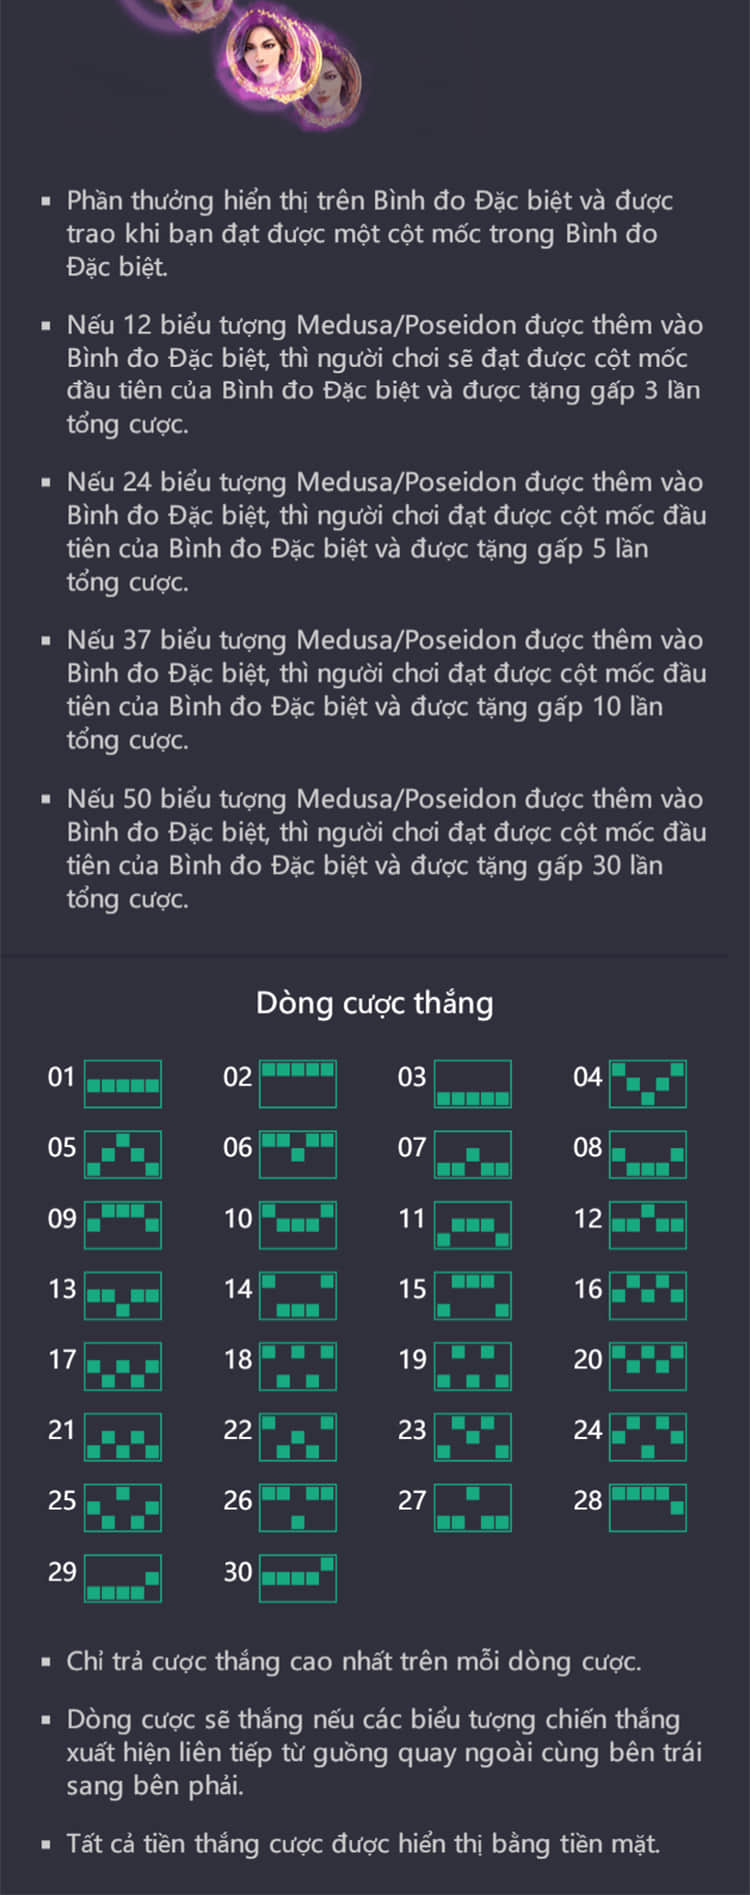 Phần thưởng hiển thị trên Bình đo Đặc biệt và được
trao khi bạn đạt được một cột mốc trong Bình đo
Đặc biệt.
Nếu 12 biểu tượng Medusa/Poseidon được thêm vào
Bình đo Đặc biệt, thì người chơi sẽ đạt được cột mốc
đầu tiên của Bình đo Đặc biệt và được tặng gấp 3 lần
tổng cược.
Nếu 24 biểu tượng Medusa/Poseidon được thêm vào
Bình đo Đặc biệt, thì người chơi đạt được cột mốc đầu
tiên của Bình đo Đặc biệt và được tặng gấp 5 lần
tổng cược.
Nếu 37 biểu tượng Medusa/Poseidon được thêm vào
Bình đo Đặc biệt, thì người chơi đạt được cột mốc đầu
tiên của Bình đo Đặc biệt và được tặng gấp 10 lần
tổng cược.
Nếu 50 biểu tượng Medusa/Poseidon được thêm vào
Bình đo Đặc biệt, thì người chơi đạt được cột mốc đầu
tiên của Bình đo Đặc biệt và được tặng gấp 30 lần
tổng cược.
Dòng cược thắng
01 02 03 04
05 06 07 08
09 10 11 12
13 14 15 16
17 18 19 20
21 22 23 24
25 26 27 28
29 30
Chỉ trả cược thắng cao nhất trên mỗi dòng cược.
Dòng cược sẽ thắng nếu các biểu tượng chiến thắng
xuất hiện liên tiếp từ guồng quay ngoài cùng bên trái
sang bên phải.
Tất cả tiền thắng cược được hiển thị bằng tiền mặt.